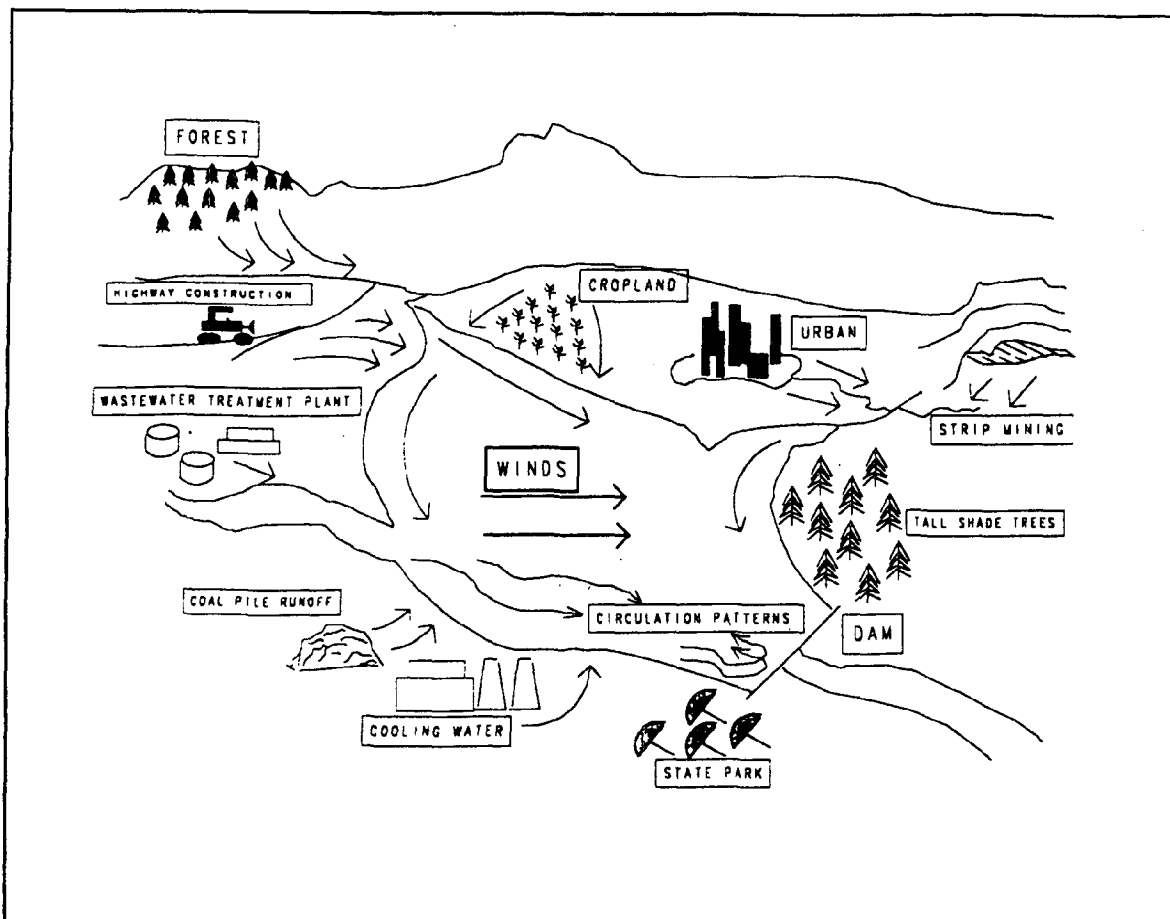 FOREST
HIGHWAY CONSTRUCTION
CROPLAND
URBAN
WASTEWATER TREATMENT PLANT
STRIP MINING
WINDS
TALL SHADE TREES
COAL PILE RUNOFF
CIRCULATION PATTERNS
DAM
COOLING WATER
STATE PARK